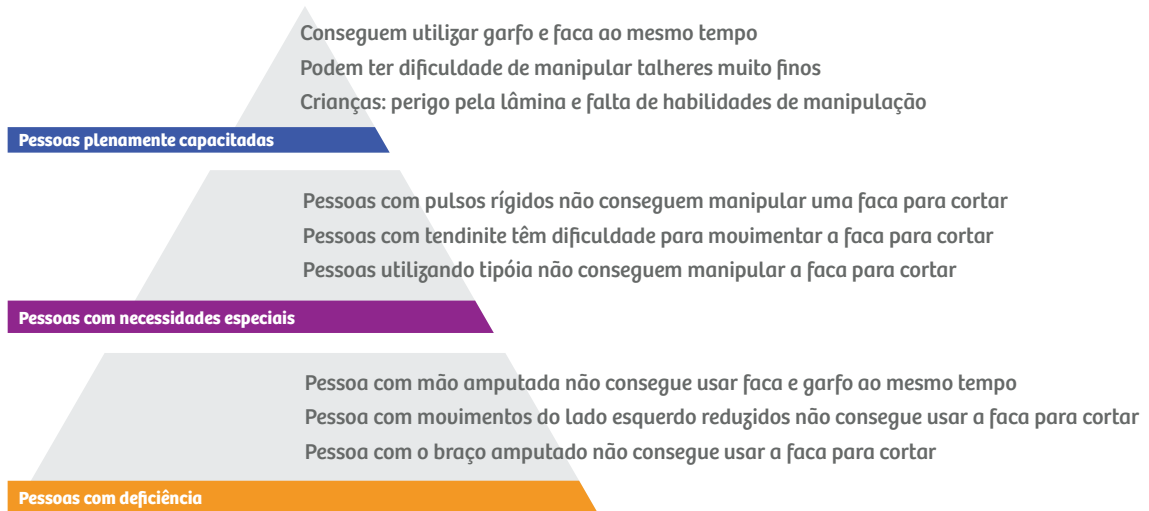 Conseguem utilizar garfo e faca ao mesmo tempo
Podem ter dificuldade de manipular talheres muito finos
Crianças: perigo pela lâmina e falta de habilidades de manipulação
Pessoas plenamente capacitadas
Pessoas com pulsos rígidos não conseguem manipular uma faca para cortar
Pessoas com tendinite têm dificuldade para movimentar a faca para cortar
Pessoas utilizando tipóia não conseguem manipular a faca para cortar
Pessoas com necessidades especiais
Pessoa com mão amputada não consegue usar faca e garfo ao mesmo tempo
Pessoa com movimentos do lado esquerdo reduzidos não consegue usar a faca para cortar
Pessoa com o braço amputado não consegue usar a faca para cortar
Pessoas com deficiência